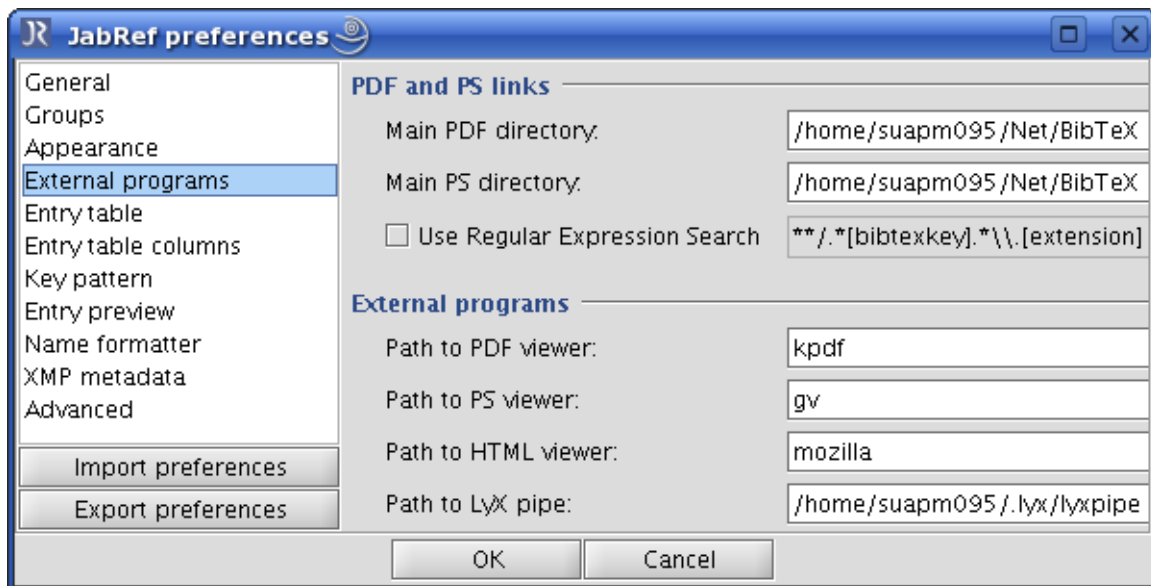 JabRef preferences
General
Groups
Appearance
External programs
Entry table
Entry table columns
Key pattern
Entry preview
Name formatter
XMP metadata
Advanced
Import preferences
Export preferences
PDF and PS links
Main PDF directory: /home/suapm095/Net/BibTeX
Main PS directory: /home/suapm095/Net/BibTeX
Use Regular Expression Search **/.*[bibtexkey].*\\.[extension]
External programs
Path to PDF viewer: kpdf
Path to PS viewer: gv
Path to HTML viewer: mozilla
Path to LyX pipe: /home/suapm095/.lyx/lyxpipe
OK Cancel